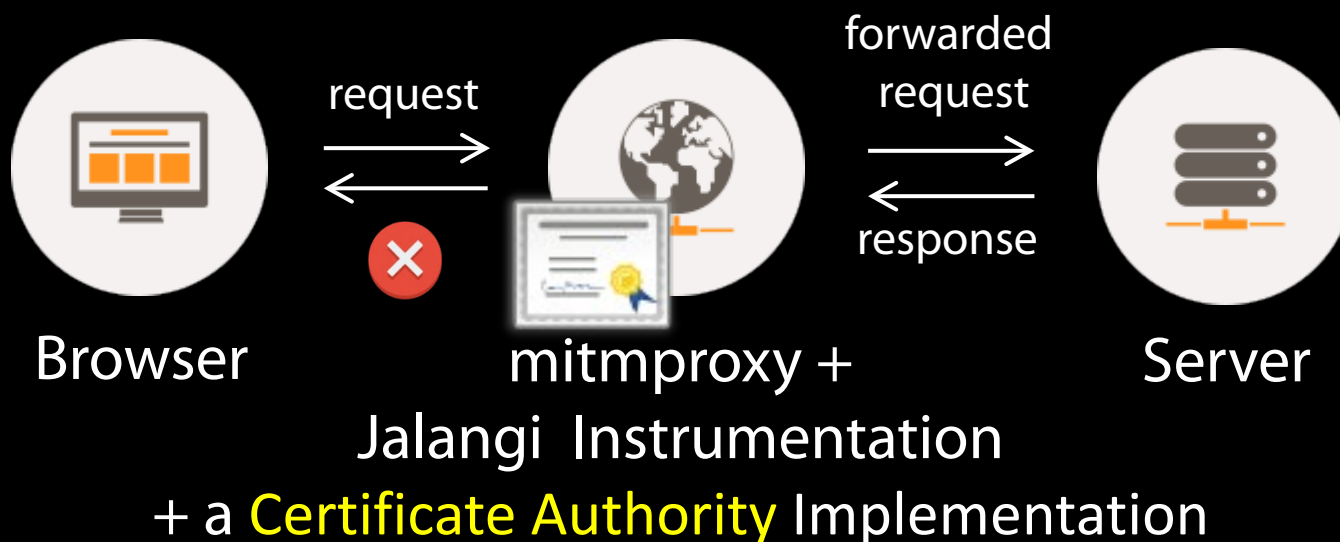 forwarded
request
request
response
Browser
mitmproxy +
Server
Jalangi Instrumentation
+ a Certificate Authority Implementation